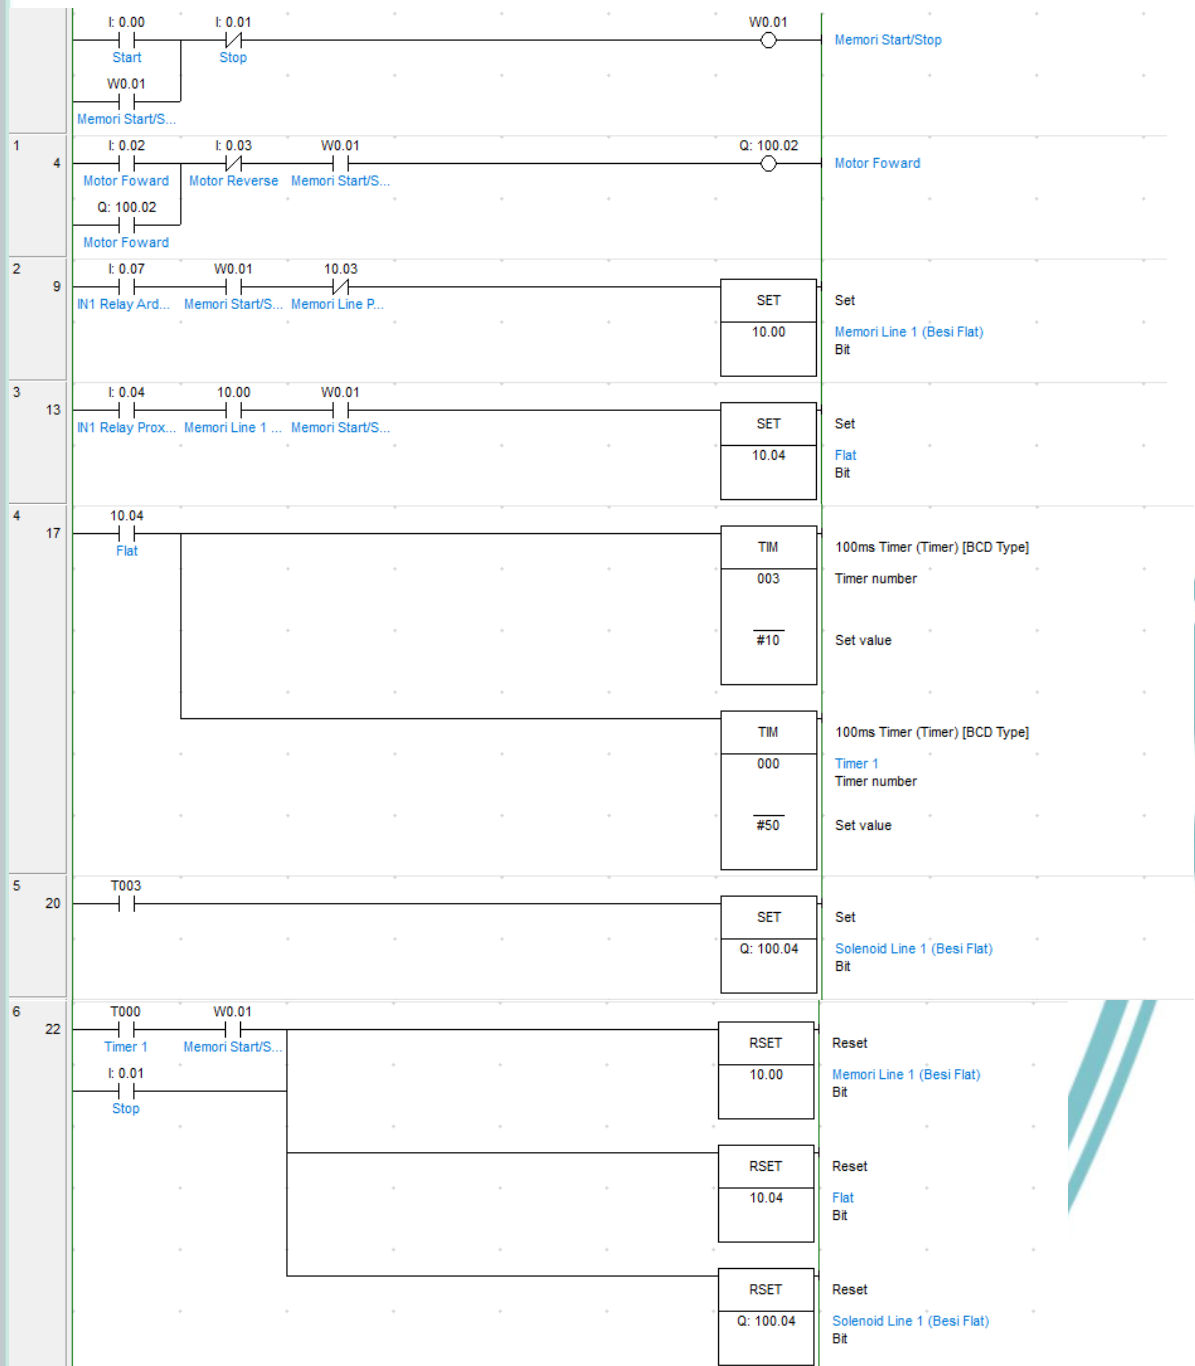 I: 0.00 I: 0.01 W0.01
Memori Start/Stop
Start Stop
W0.01
Memori Start/S...
1 I: 0.02 I: 0.03 W0.01 Q: 100.02
4 Motor Foward
Motor Foward Motor Reverse Memori Start/S...
Q: 100.02
Motor Foward
2 I: 0.07 W0.01 10.03
9
SET Set
IN1 Relay Ard... Memori Start/S... Memori Line P...
10.00 Memori Line 1 (Besi Flat)
Bit
3 I: 0.04 10.00 W0.01
13
SET Set
IN1 Relay Prox... Memori Line 1 ... Memori Start/S...
10.04 Flat
Bit
4 10.04
17
Flat TIM 100ms Timer (Timer) [BCD Type]
003 Timer number
#10 Set value
TIM 100ms Timer (Timer) [BCD Type]
000 Timer 1
Timer number
#50 Set value
5 T003
20
SET Set
Q: 100.04 Solenoid Line 1 (Besi Flat)
Bit
6 T000 W0.01
22
Timer 1 Memori Start/S... RSET Reset
I: 0.01 10.00 Memori Line 1 (Besi Flat)
Bit
Stop
RSET Reset
10.04 Flat
Bit
RSET Reset
Q: 100.04 Solenoid Line 1 (Besi Flat)
Bit